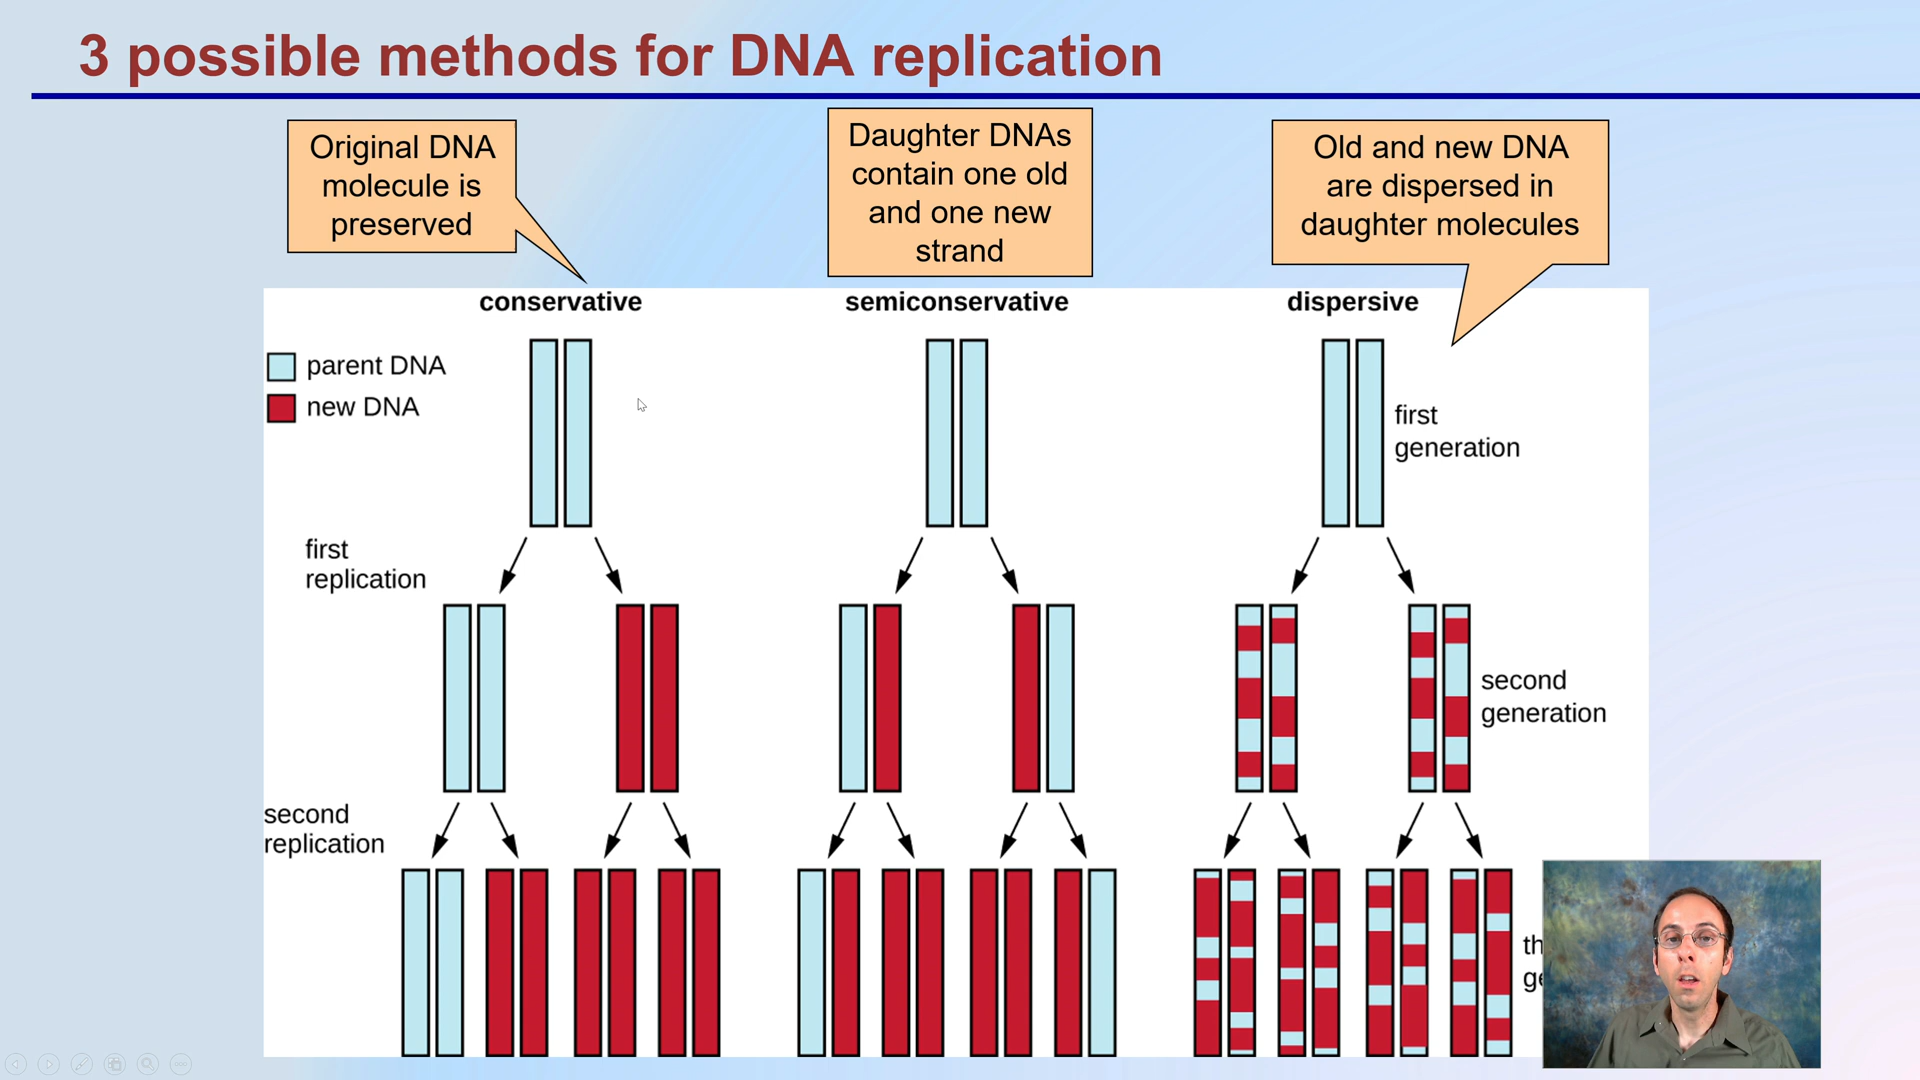 3 possible methods for DNA replication
Original DNA
molecule is
preserved
Daughter DNAs
contain one old
and one new
strand
Old and new DNA
are dispersed in
daughter molecules
conservative
semiconservative
dispersive
parent DNA
new DNA
first
generation
first
replication
second
generation
second
replication